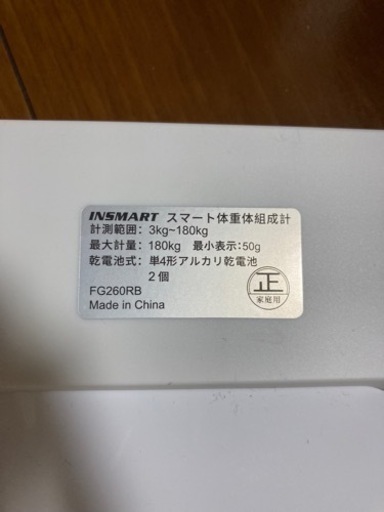 INSMART スマート体重体組成計
計測範囲: 3kg~180kg
最大計量: 180kg 最小表示: 50g
乾電池式: 単4形アルカリ乾電池
2個
FG260RB
Made in China
正
家庭用